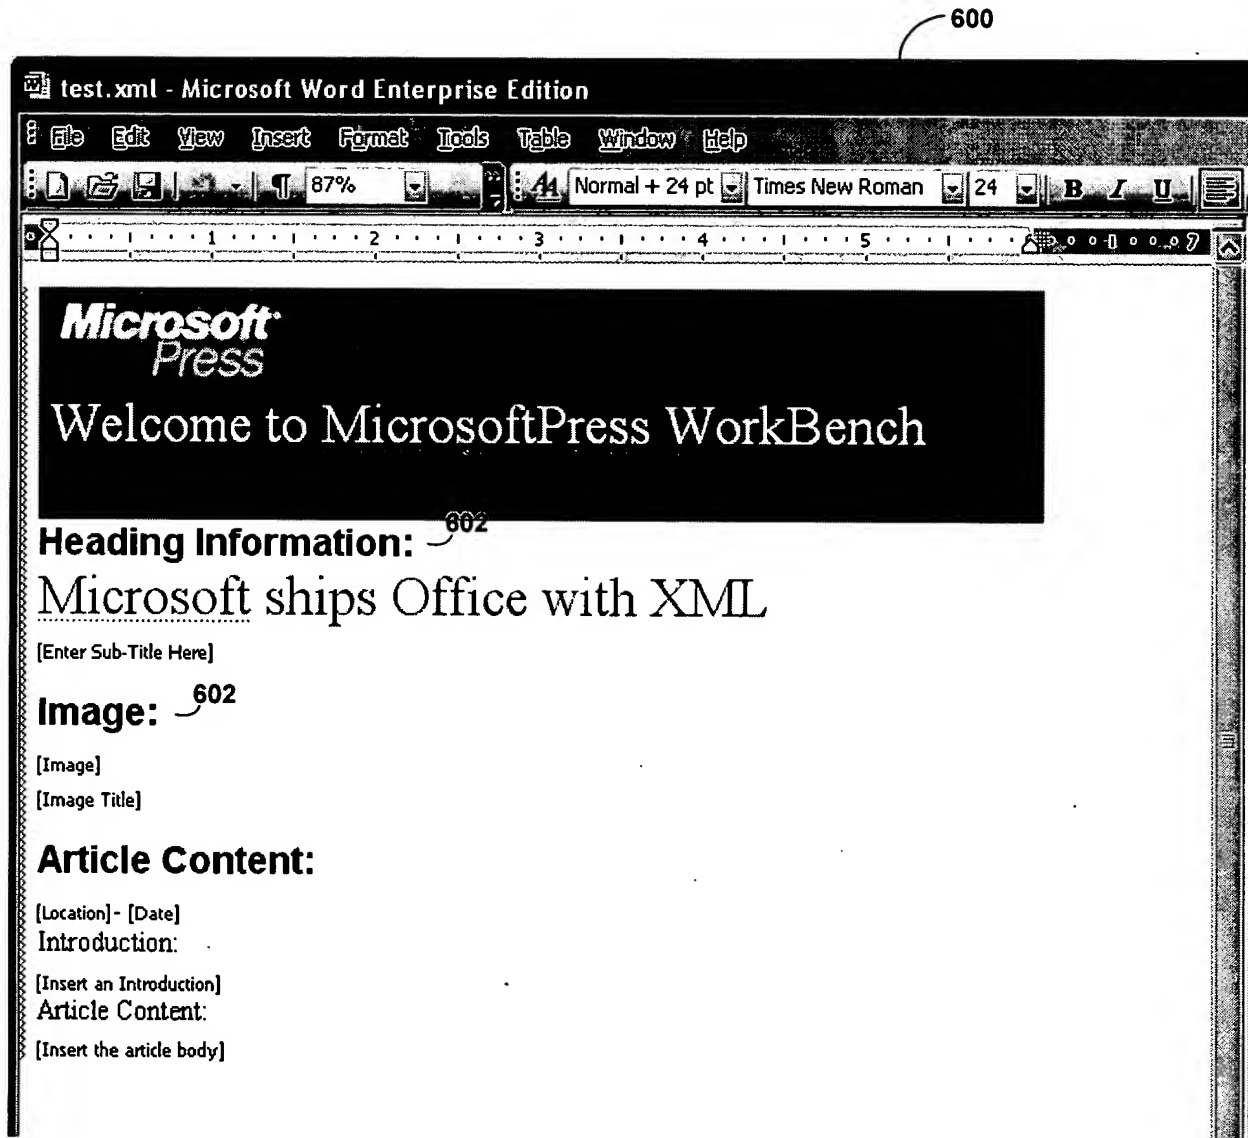 600
test.xml - Microsoft Word Enterprise Edition
File Edit View Insert Format Tools Table Window Help
87% Normal + 24 pt Times New Roman 24 B I U
1 2 3 4 5 7
Microsoft
Press
Welcome to MicrosoftPress WorkBench
Heading Information: 602
Microsoft ships Office with XML
[Enter Sub-Title Here]
Image: 602
[Image]
[Image Title]
Article Content:
[Location] - [Date]
Introduction:
[Insert an Introduction]
Article Content:
[Insert the article body]